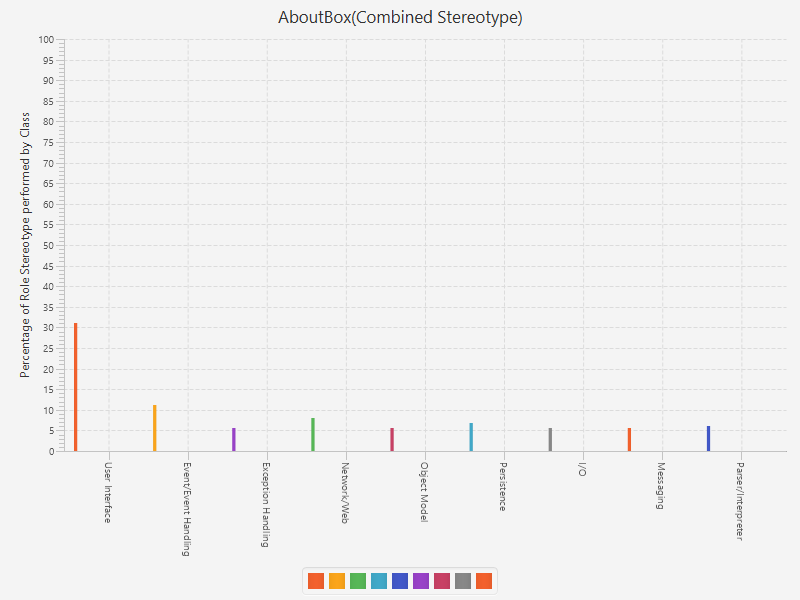 AboutBox(Combined Stereotype)
Percentage of Role Stereotype performed by Class
100
95
90
85
80
75
70
65
60
55
50
45
40
35
30
25
20
15
10
5
0
User Interface
Event/Event Handling
Exception Handling
Network/Web
Object Model
Persistence
I/O
Messaging
Parser/Interpreter